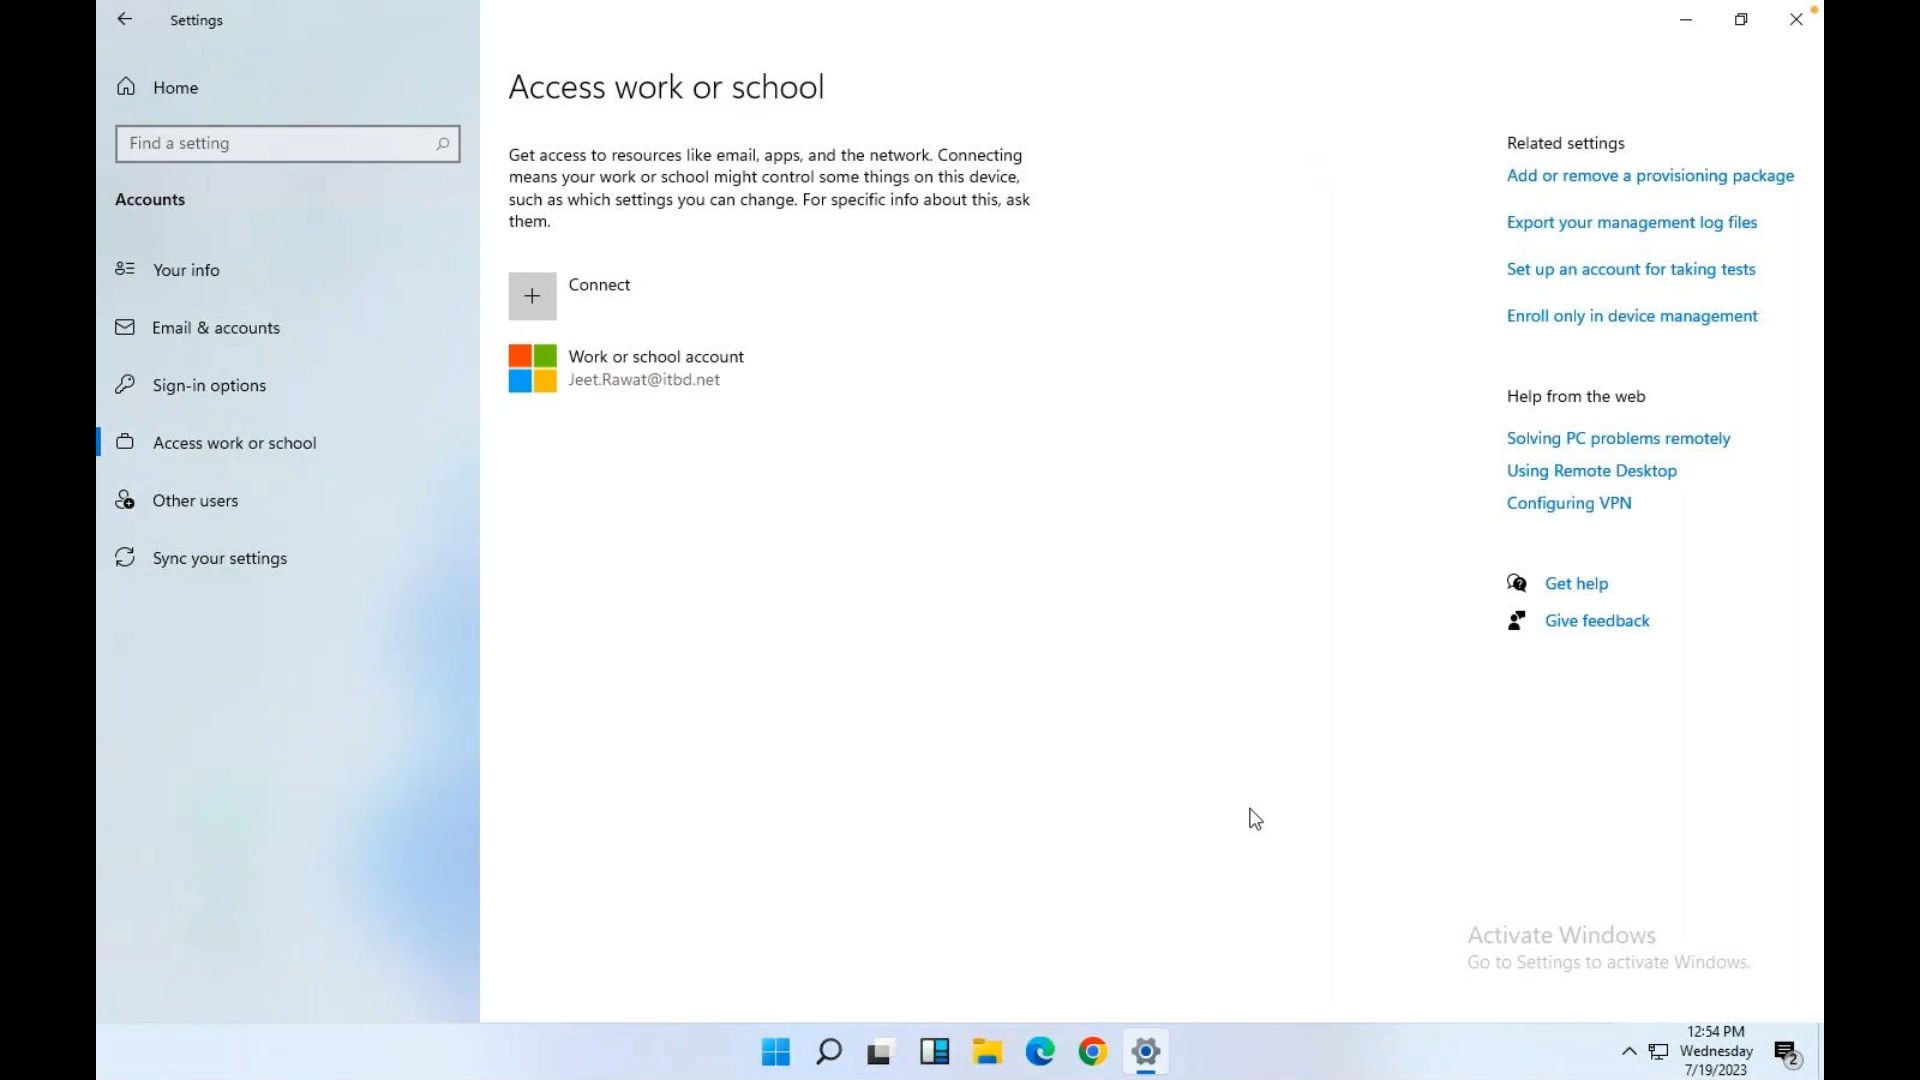 Settings
Home
Find a setting
Accounts
Your info
Email & accounts
Sign-in options
Access work or school
Other users
Sync your settings
Access work or school
Get access to resources like email, apps, and the network. Connecting
means your work or school might control some things on this device,
such as which settings you can change. For specific info about this, ask
them.
Connect
Work or school account
Jeet.Rawat@itbd.net
Related settings
Add or remove a provisioning package
Export your management log files
Set up an account for taking tests
Enroll only in device management
Help from the web
Solving PC problems remotely
Using Remote Desktop
Configuring VPN
Get help
Give feedback
Activate Windows
Go to Settings to activate Windows.
12:54 PM
Wednesday
7/19/2023
2